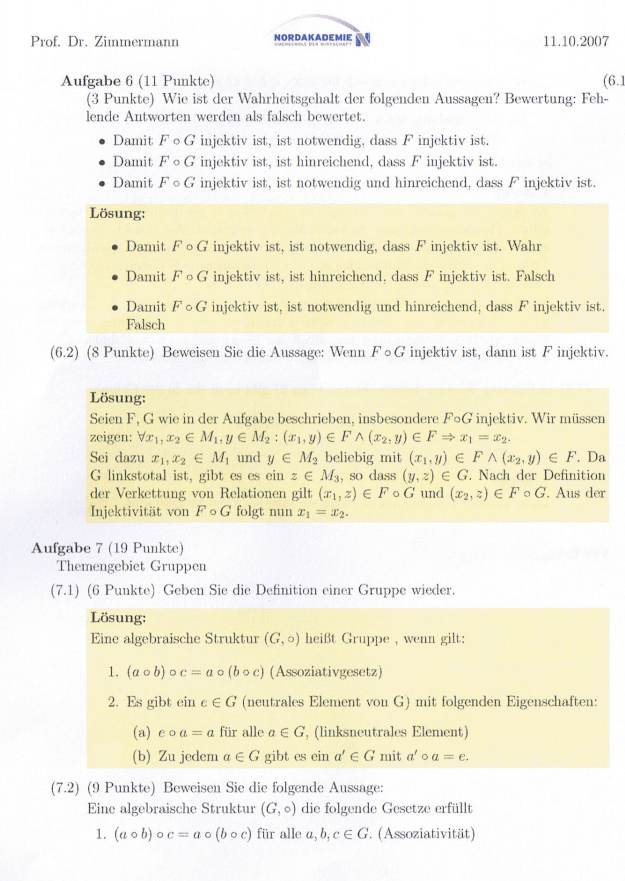 Prof. Dr. Zimmermann
NORDAKADEMIE
HOCHSCHULE DER WIRTSCHAFT
11.10.2007
Aufgabe 6 (11 Punkte)
(6.1
(3 Punkte) Wie ist der Wahrheitsgehalt der folgenden Aussagen? Bewertung: Feh-
lende Antworten werden als falsch bewertet.
• Damit F ∘ G injektiv ist, ist notwendig, dass F injektiv ist.
• Damit F ∘ G injektiv ist, ist hinreichend, dass F injektiv ist.
• Damit F ∘ G injektiv ist, ist notwendig und hinreichend, dass F injektiv ist.
Lösung:
• Damit F ∘ G injektiv ist, ist notwendig, dass F injektiv ist. Wahr
• Damit F ∘ G injektiv ist, ist hinreichend, dass F injektiv ist. Falsch
• Damit F ∘ G injektiv ist, ist notwendig und hinreichend, dass F injektiv ist.
Falsch
(6.2) (8 Punkte) Beweisen Sie die Aussage: Wenn F ∘ G injektiv ist, dann ist F injektiv.
Lösung:
Seien F, G wie in der Aufgabe beschrieben, insbesondere F∘G injektiv. Wir müssen
zeigen: ∀x₁, x₂ ∈ M₁, y ∈ M₂ : (x₁, y) ∈ F ∧ (x₂, y) ∈ F ⇒ x₁ = x₂.
Sei dazu x₁, x₂ ∈ M₁ und y ∈ M₂ beliebig mit (x₁, y) ∈ F ∧ (x₂, y) ∈ F. Da
G linkstotal ist, gibt es es ein z ∈ M₃, so dass (y, z) ∈ G. Nach der Definition
der Verkettung von Relationen gilt (x₁, z) ∈ F ∘ G und (x₂, z) ∈ F ∘ G. Aus der
Injektivität von F ∘ G folgt nun x₁ = x₂.
Aufgabe 7 (19 Punkte)
Themengebiet Gruppen
(7.1) (6 Punkte) Geben Sie die Definition einer Gruppe wieder.
Lösung:
Eine algebraische Struktur (G, ∘) heißt Gruppe , wenn gilt:
1. (a ∘ b) ∘ c = a ∘ (b ∘ c) (Assoziativgesetz)
2. Es gibt ein e ∈ G (neutrales Element von G) mit folgenden Eigenschaften:
(a) e ∘ a = a für alle a ∈ G, (linksneutrales Element)
(b) Zu jedem a ∈ G gibt es ein a′ ∈ G mit a′ ∘ a = e.
(7.2) (9 Punkte) Beweisen Sie die folgende Aussage:
Eine algebraische Struktur (G, ∘) die folgende Gesetze erfüllt
1. (a ∘ b) ∘ c = a ∘ (b ∘ c) für alle a, b, c ∈ G. (Assoziativität)